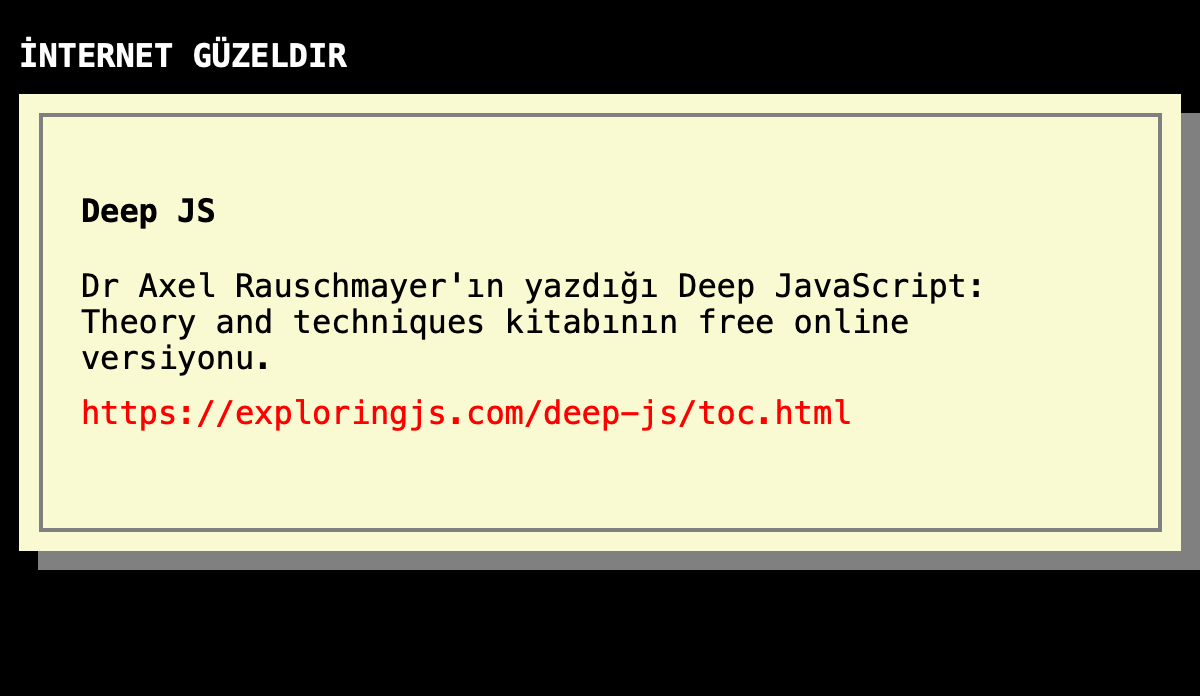 İNTERNET GÜZELDIR
Deep JS
Dr Axel Rauschmayer'ın yazdığı Deep JavaScript:
Theory and techniques kitabının free online
versiyonu.
https://exploringjs.com/deep-js/toc.html